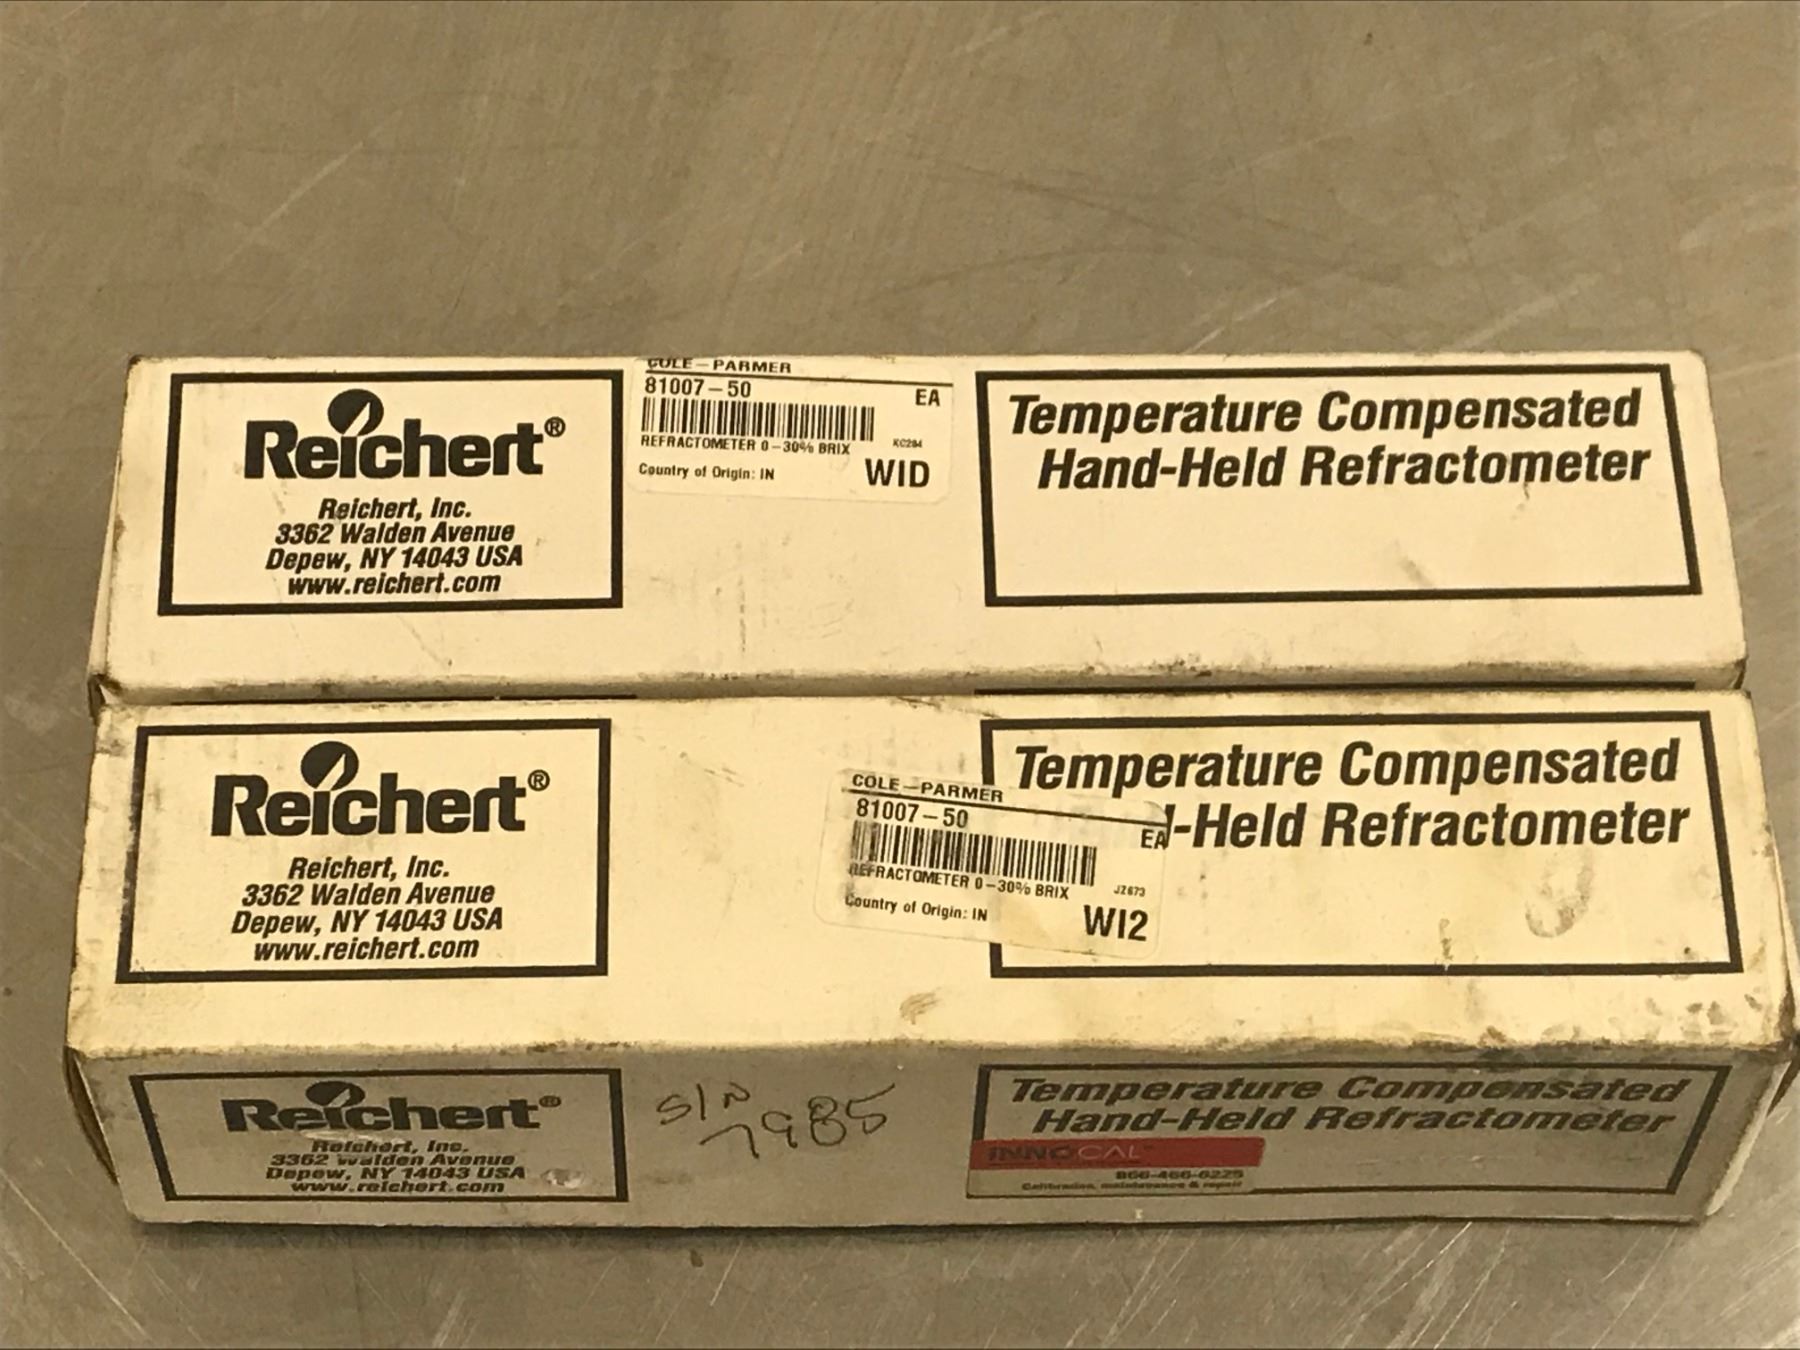 Reichert®
Reichert, Inc.
3362 Walden Avenue
Depew, NY 14043 USA
www.reichert.com
COLE-PARMER
81007-50
EA
REFRACTOMETER 0-30% BRIX
KC284
Country of Origin: IN
WID
Temperature Compensated
Hand-Held Refractometer
Reichert®
Reichert, Inc.
3362 Walden Avenue
Depew, NY 14043 USA
www.reichert.com
COLE-PARMER
81007-50
EA
REFRACTOMETER 0-30% BRIX
J2673
Country of Origin: IN
WI2
Temperature Compensated
d-Held Refractometer
Reichert®
Reichert, Inc.
3362 Walden Avenue
Depew, NY 14043 USA
www.reichert.com
S/N
7985
Temperature Compensated
Hand-Held Refractometer
INNOCAL
866-466-6225
Calibration, maintenance & repair